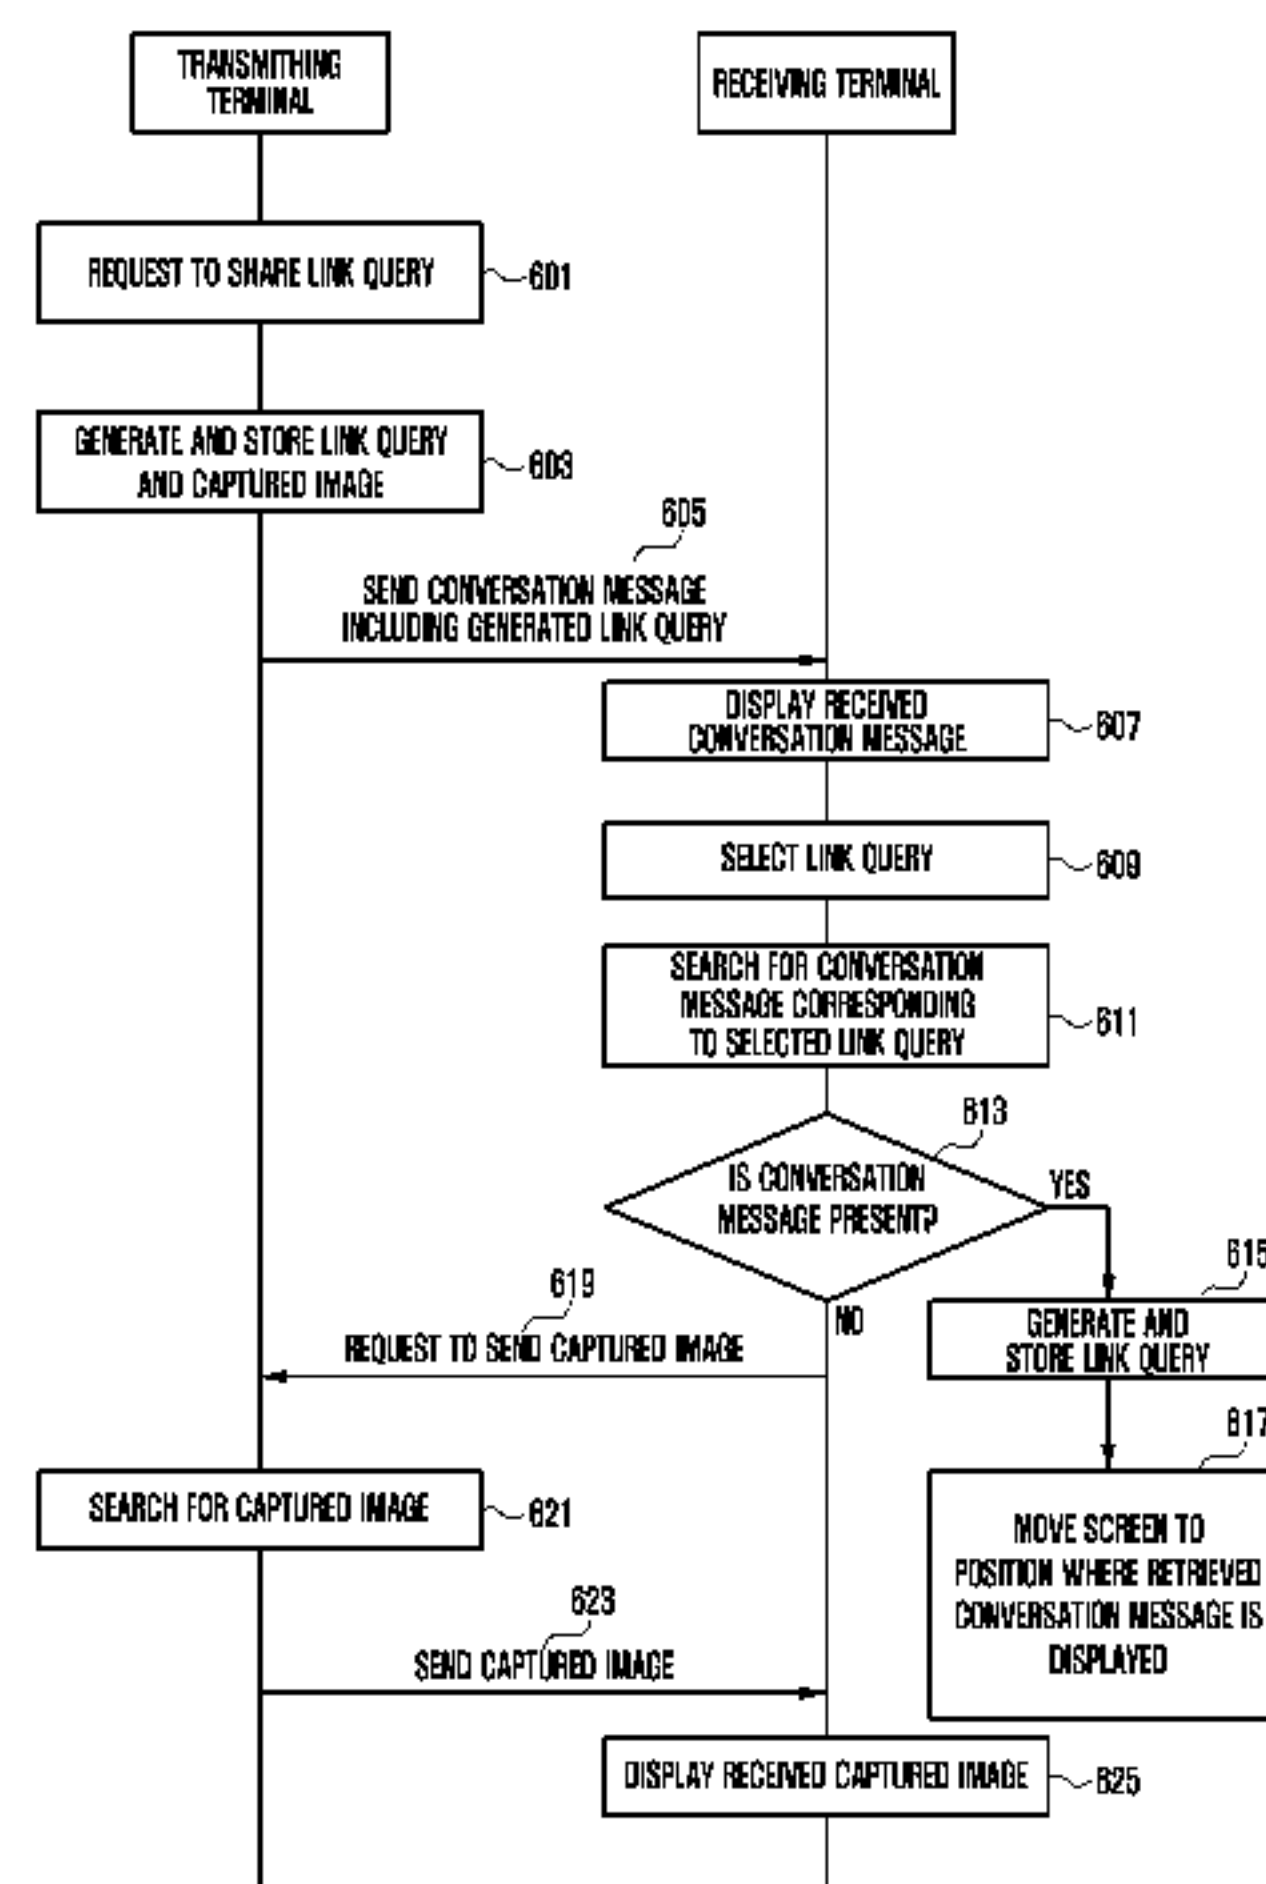 TRANSMITHING
TERMINAL
RECEIVING TERMINAL
REQUEST TO SHARE LINK QUERY
601
GENERATE AND STORE LINK QUERY
AND CAPTURED IMAGE
603
605
SEND CONVERSATION MESSAGE
INCLUDING GENERATED LINK QUERY
DISPLAY RECEIVED
CONVERSATION MESSAGE
607
SELECT LINK QUERY
609
SEARCH FOR CONVERSATION
MESSAGE CORRESPONDING
TO SELECTED LINK QUERY
611
613
IS CONVERSATION
MESSAGE PRESENT?
YES
NO
615
GENERATE AND
STORE LINK QUERY
619
REQUEST TO SEND CAPTURED IMAGE
617
MOVE SCREEN TO
POSITION WHERE RETRIEVED
CONVERSATION MESSAGE IS
DISPLAYED
SEARCH FOR CAPTURED IMAGE
621
623
SEND CAPTURED IMAGE
DISPLAY RECEIVED CAPTURED IMAGE
625